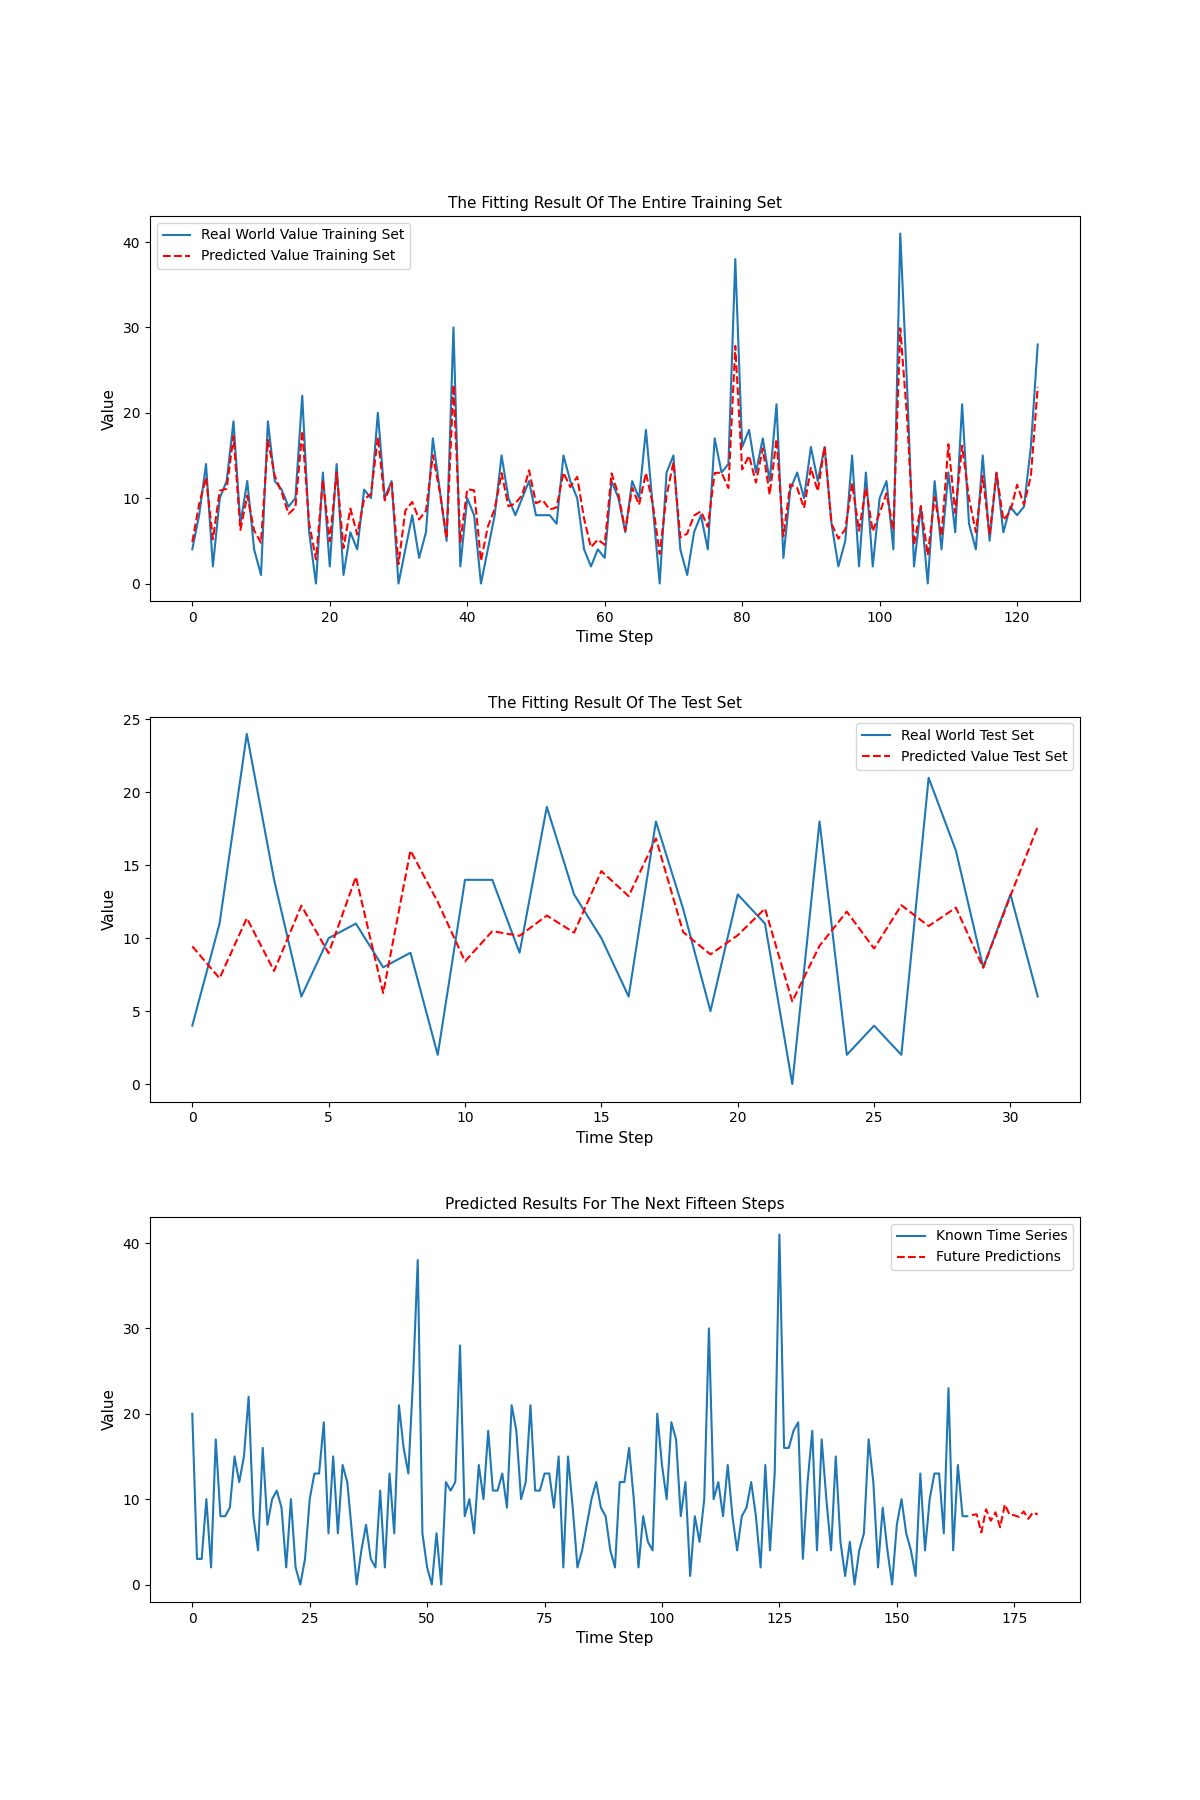 The Fitting Result Of The Entire Training Set
Real World Value Training Set
Predicted Value Training Set
40
30
20
10
0
Value
0 20 40 60 80 100 120
Time Step
The Fitting Result Of The Test Set
Real World Test Set
Predicted Value Test Set
25
20
15
10
5
0
Value
0 5 10 15 20 25 30
Time Step
Predicted Results For The Next Fifteen Steps
Known Time Series
Future Predictions
40
30
20
10
0
Value
0 25 50 75 100 125 150 175
Time Step